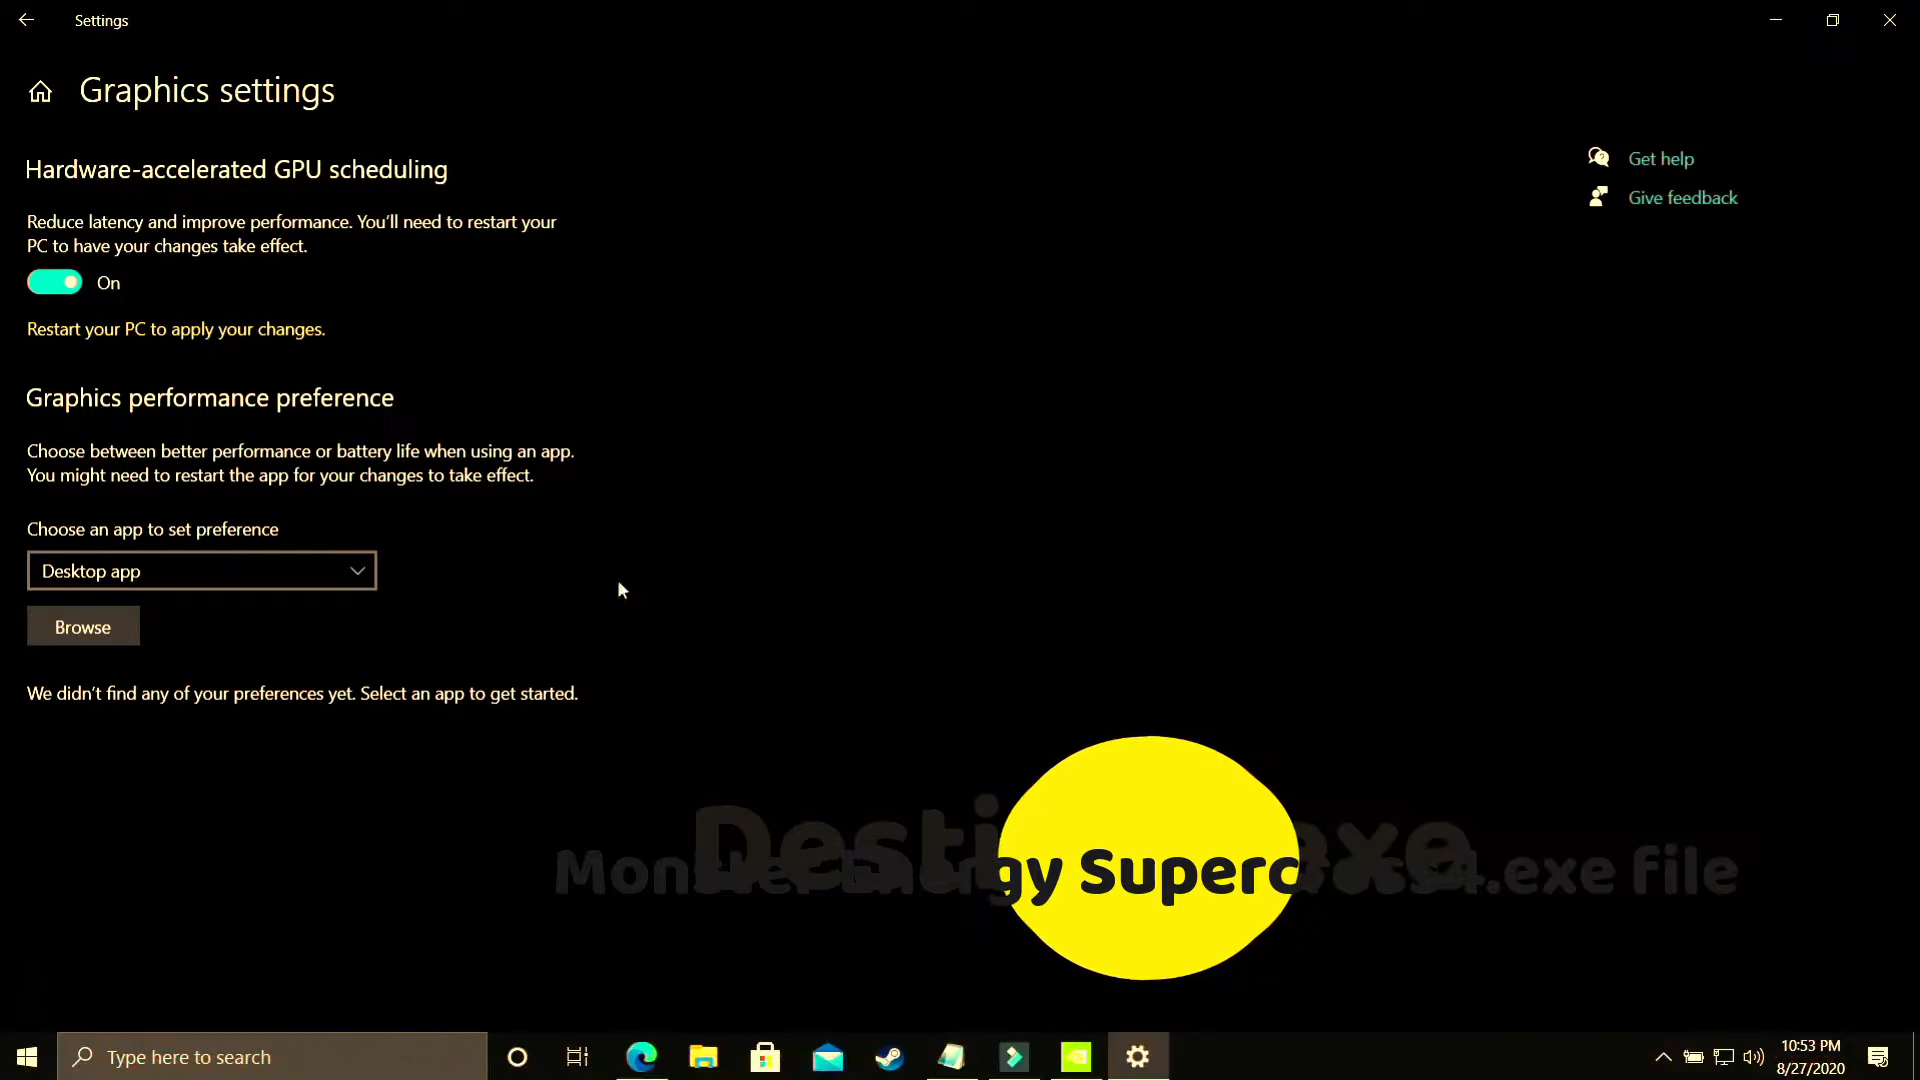 Settings
Graphics settings
Hardware-accelerated GPU scheduling
Reduce latency and improve performance. You'll need to restart your
PC to have your changes take effect.
On
Restart your PC to apply your changes.
Graphics performance preference
Choose between better performance or battery life when using an app.
You might need to restart the app for your changes to take effect.
Choose an app to set preference
Desktop app
Browse
We didn't find any of your preferences yet. Select an app to get started.
Get help
Give feedback
Monster Energy Supercross4.exe file
Type here to search
10:53 PM
8/27/2020